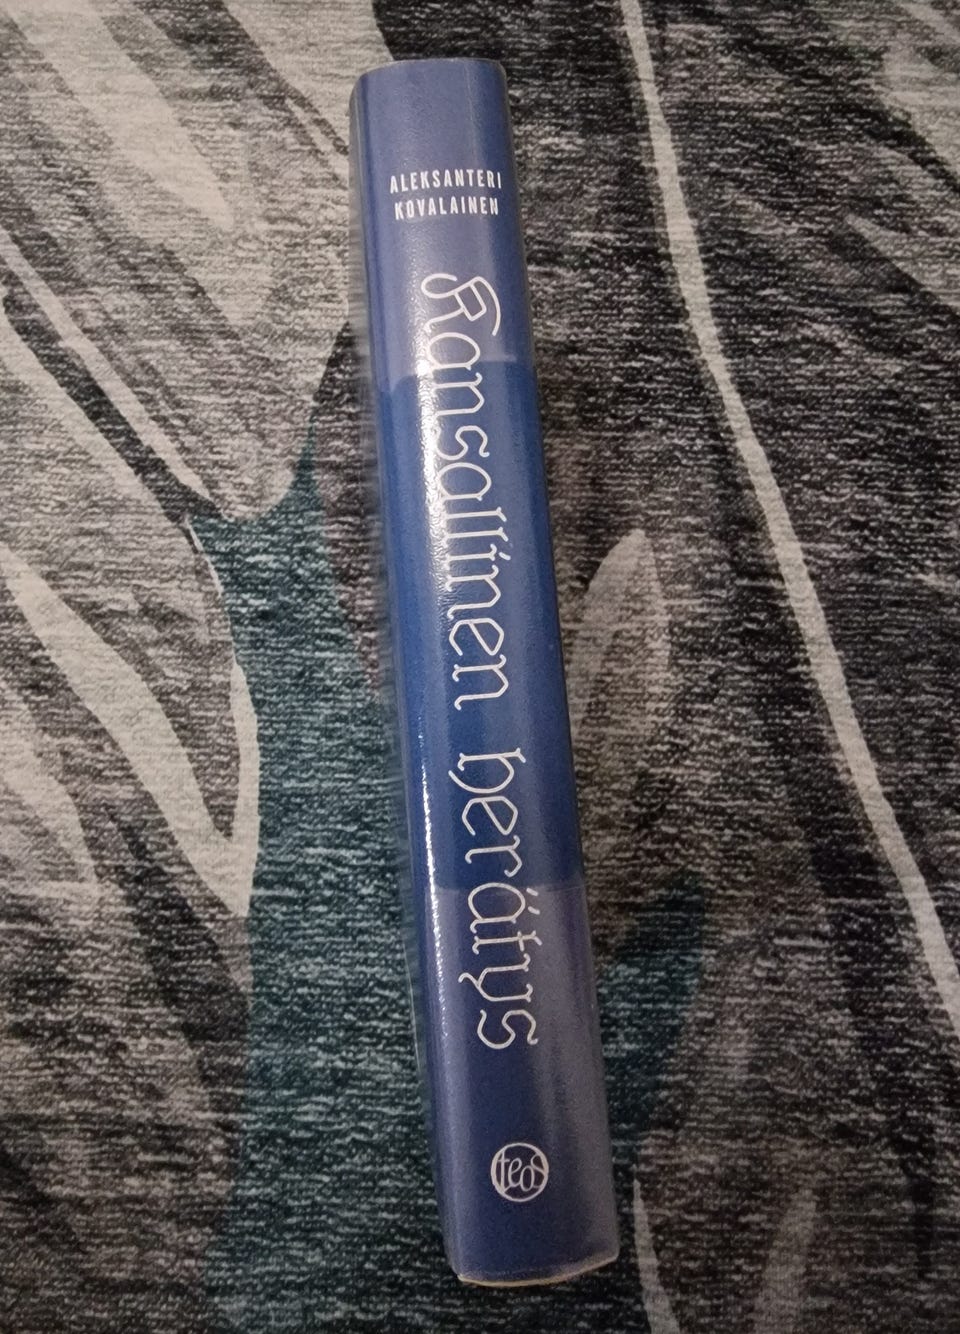 ALEKSANTERI
KOVALAINEN
Kansallinen herätys
teos